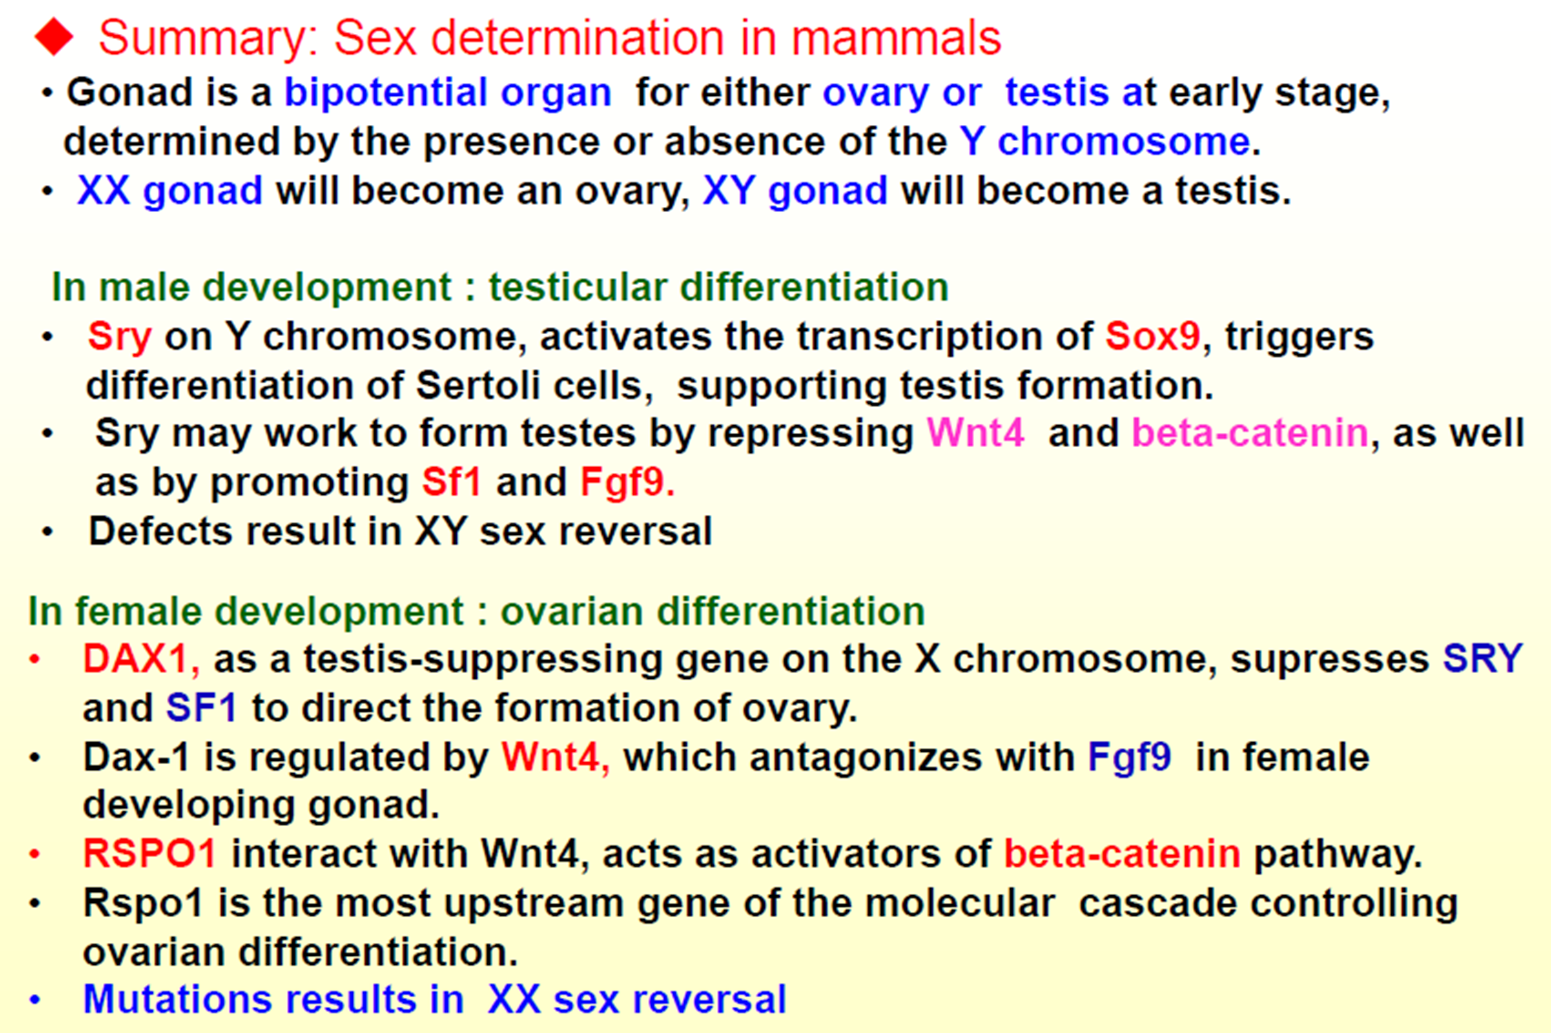 ◆ Summary: Sex determination in mammals
• Gonad is a bipotential organ for either ovary or testis at early stage,
determined by the presence or absence of the Y chromosome.
• XX gonad will become an ovary, XY gonad will become a testis.
In male development : testicular differentiation
• Sry on Y chromosome, activates the transcription of Sox9, triggers
differentiation of Sertoli cells, supporting testis formation.
• Sry may work to form testes by repressing Wnt4 and beta-catenin, as well
as by promoting Sf1 and Fgf9.
• Defects result in XY sex reversal
In female development : ovarian differentiation
• DAX1, as a testis-suppressing gene on the X chromosome, supresses SRY
and SF1 to direct the formation of ovary.
• Dax-1 is regulated by Wnt4, which antagonizes with Fgf9 in female
developing gonad.
• RSPO1 interact with Wnt4, acts as activators of beta-catenin pathway.
• Rspo1 is the most upstream gene of the molecular cascade controlling
ovarian differentiation.
• Mutations results in XX sex reversal